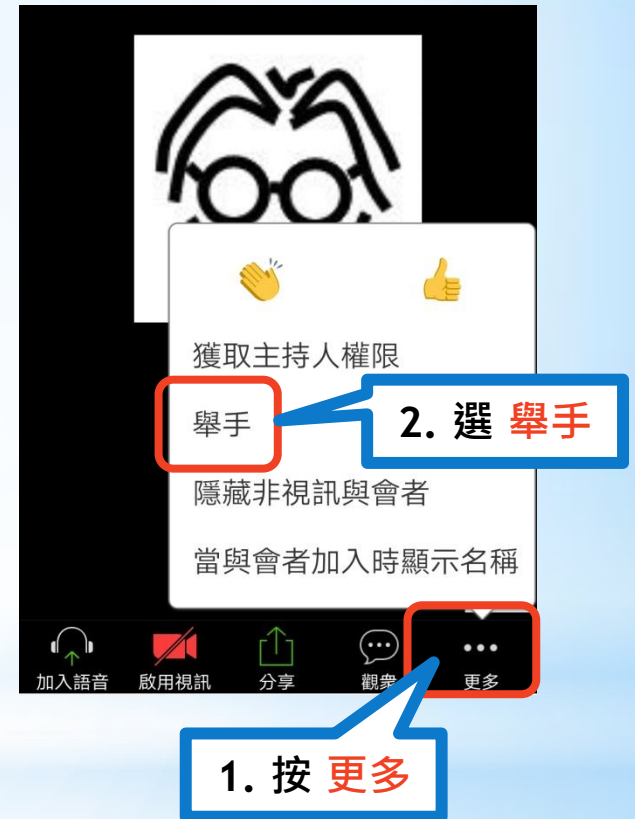 獲取主持人權限
舉手
2. 選 舉手
隱藏非視訊與會者
當與會者加入時顯示名稱
加入語音
啟用視訊
分享
觀衆
更多
1. 按 更多